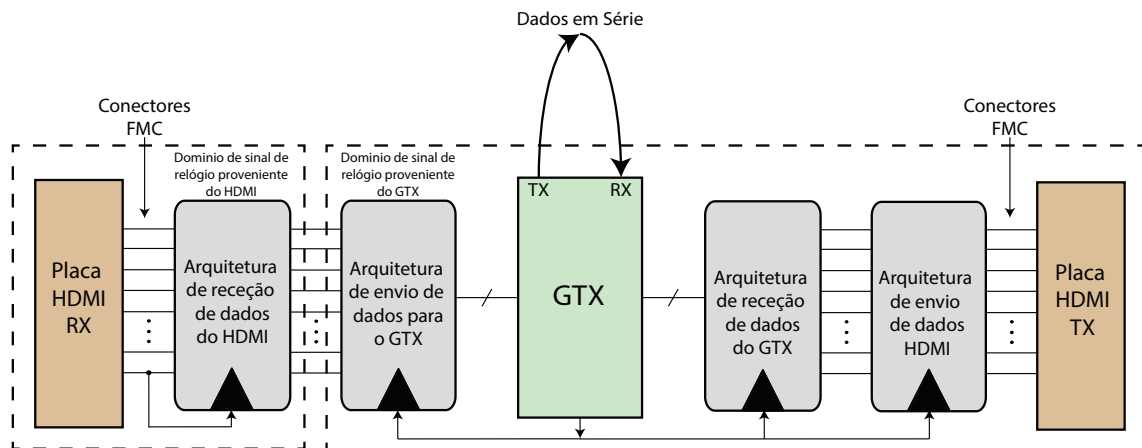 Dados em Série
Conectores
FMC
Conectores
FMC
Dominio de sinal de
relógio proveniente
do HDMI
Dominio de sinal de
relógio proveniente
do GTX
TX
RX
Placa
HDMI
RX
Arquitetura
de receção
de dados
do HDMI
Arquitetura
de envio de
dados para
o GTX
GTX
Arquitetura
de receção
de dados
do GTX
Arquitetura
de envio
de dados
HDMI
Placa
HDMI
TX